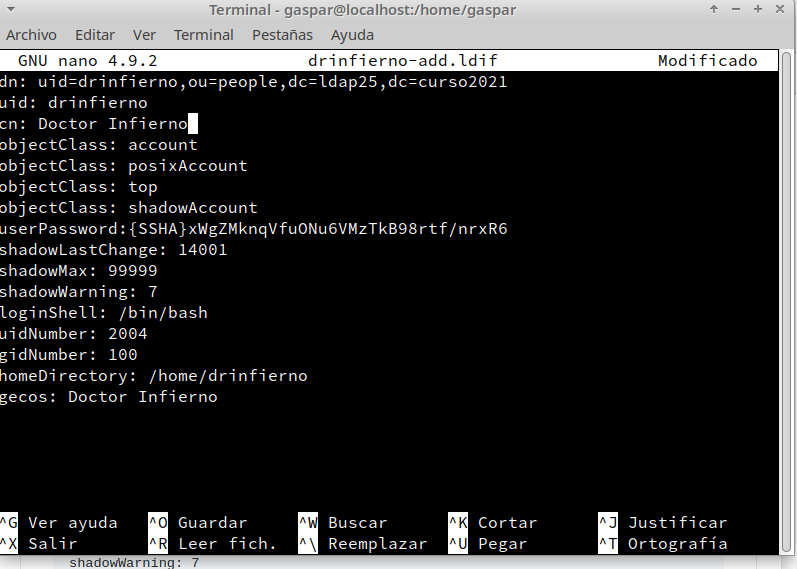 Terminal - gaspar@localhost:/home/gaspar
Archivo Editar Ver Terminal Pestañas Ayuda
GNU nano 4.9.2 drinfierno-add.ldif Modificado
dn: uid=drinfierno,ou=people,dc=ldap25,dc=curso2021
uid: drinfierno
cn: Doctor Infierno
objectClass: account
objectClass: posixAccount
objectClass: top
objectClass: shadowAccount
userPassword:{SSHA}xWgZMknqVfuONu6VMzTkB98rtf/nrxR6
shadowLastChange: 14001
shadowMax: 99999
shadowWarning: 7
loginShell: /bin/bash
uidNumber: 2004
gidNumber: 100
homeDirectory: /home/drinfierno
gecos: Doctor Infierno
^G Ver ayuda ^O Guardar ^W Buscar ^K Cortar ^J Justificar
^X Salir ^R Leer fich. ^\ Reemplazar ^U Pegar ^T Ortografía
shadowWarning: 7